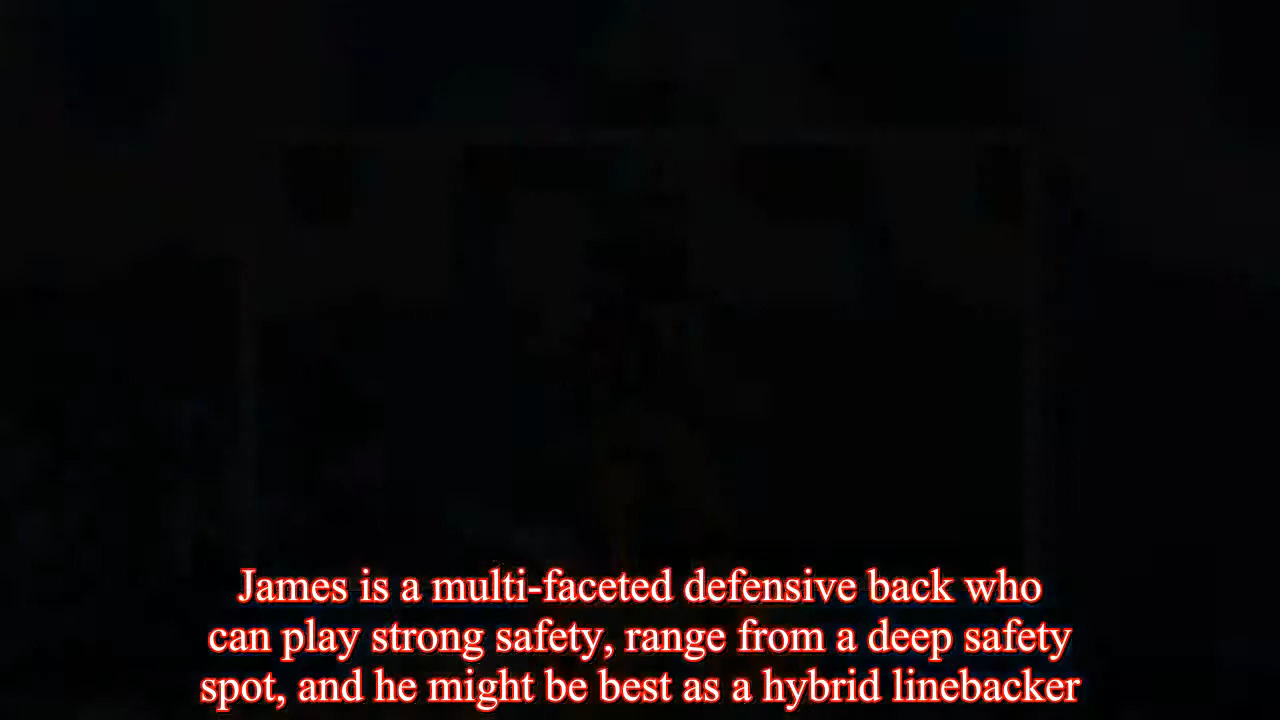 James is a multi-faceted defensive back who
can play strong safety, range from a deep safety
spot, and he might be best as a hybrid linebacker